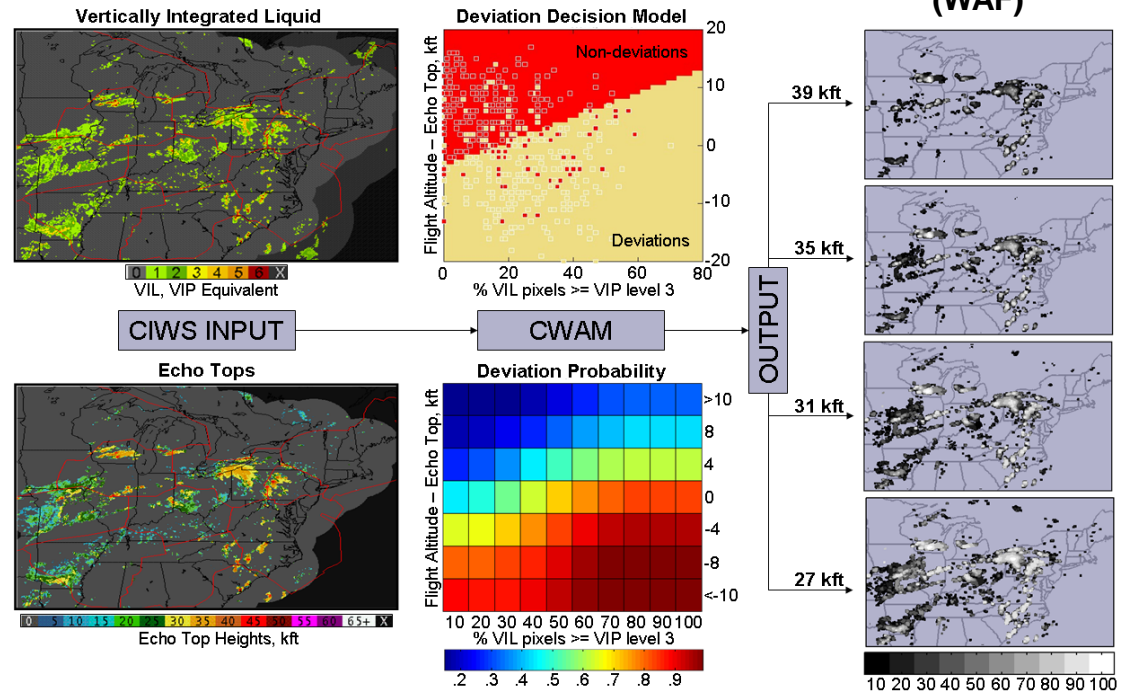 (WAF)
Vertically Integrated Liquid
0 1 2 3 4 5 6 X
VIL, VIP Equivalent
Deviation Decision Model
Flight Altitude – Echo Top, kft
Non-deviations
Deviations
20
10
0
-10
-20
0 20 40 60 80
% VIL pixels >= VIP level 3
CIWS INPUT
CWAM
OUTPUT
39 kft
35 kft
31 kft
27 kft
Echo Tops
0 5 10 15 20 25 30 35 40 45 50 55 60 65+ X
Echo Top Heights, kft
Deviation Probability
Flight Altitude – Echo Top, kft
>10
8
4
0
-4
-8
<-10
10 20 30 40 50 60 70 80 90 100
% VIL pixels >= VIP level 3
.2 .3 .4 .5 .6 .7 .8 .9
10 20 30 40 50 60 70 80 90 100